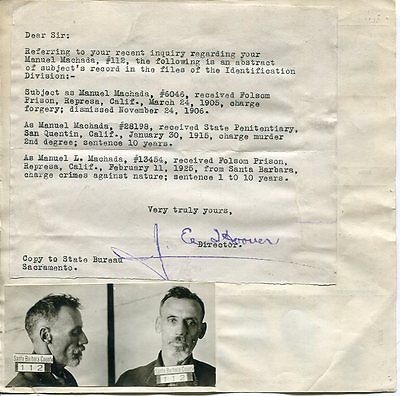 Dear Sir:
Referring to your recent inquiry regarding your
Manuel Machada, #112, the following is an abstract
of subject's record in the files of the Identification
Division:-
Subject as Manuel Machada, #6046, received Folsom
Prison, Represa, Calif., March 24, 1905, charge
forgery; dismissed November 24, 1906.
As Manuel Machada, #28198, received State Penitentiary,
San Quentin, Calif., January 30, 1915, charge murder
2nd degree; sentence 10 years.
As Manuel L. Machada, #13454, received Folsom Prison,
Represa, Calif., February 11, 1925, from Santa Barbara,
charge crimes against nature; sentence 1 to 10 years.
Very truly yours,
J. E. Hoover
Director.
Copy to State Bureau
Sacramento.
Santa Barbara County
112
Santa Barbara County
112